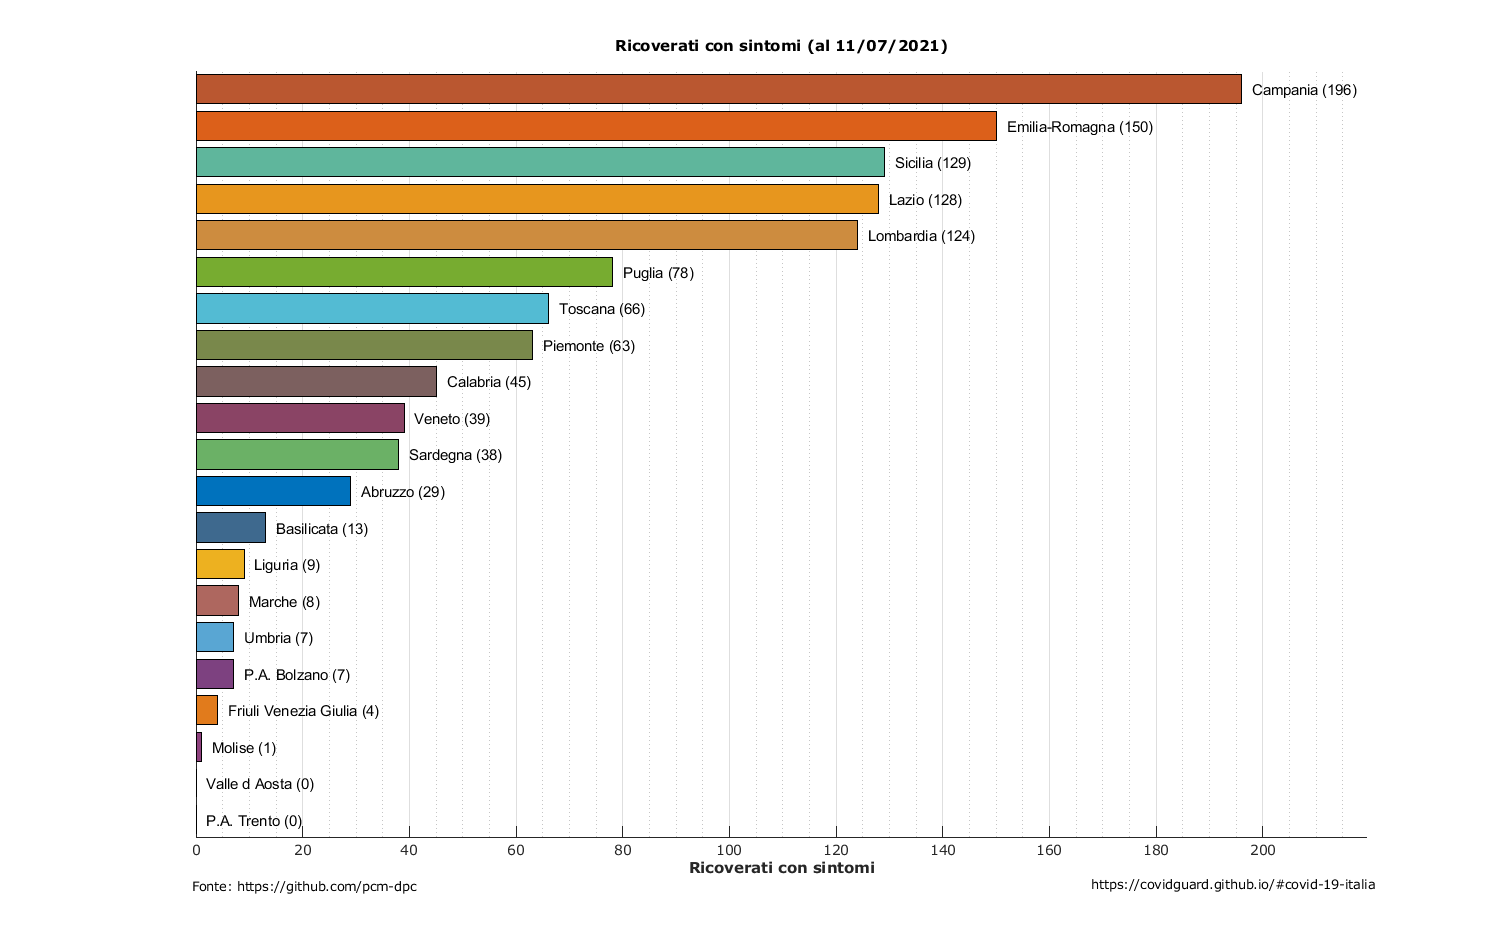 Ricoverati con sintomi (al 11/07/2021)
Campania (196)
Emilia-Romagna (150)
Sicilia (129)
Lazio (128)
Lombardia (124)
Puglia (78)
Toscana (66)
Piemonte (63)
Calabria (45)
Veneto (39)
Sardegna (38)
Abruzzo (29)
Basilicata (13)
Liguria (9)
Marche (8)
Umbria (7)
P.A. Bolzano (7)
Friuli Venezia Giulia (4)
Molise (1)
Valle d Aosta (0)
P.A. Trento (0)
0 20 40 60 80 100 120 140 160 180 200
Ricoverati con sintomi
Fonte: https://github.com/pcm-dpc
https://covidguard.github.io/#covid-19-italia